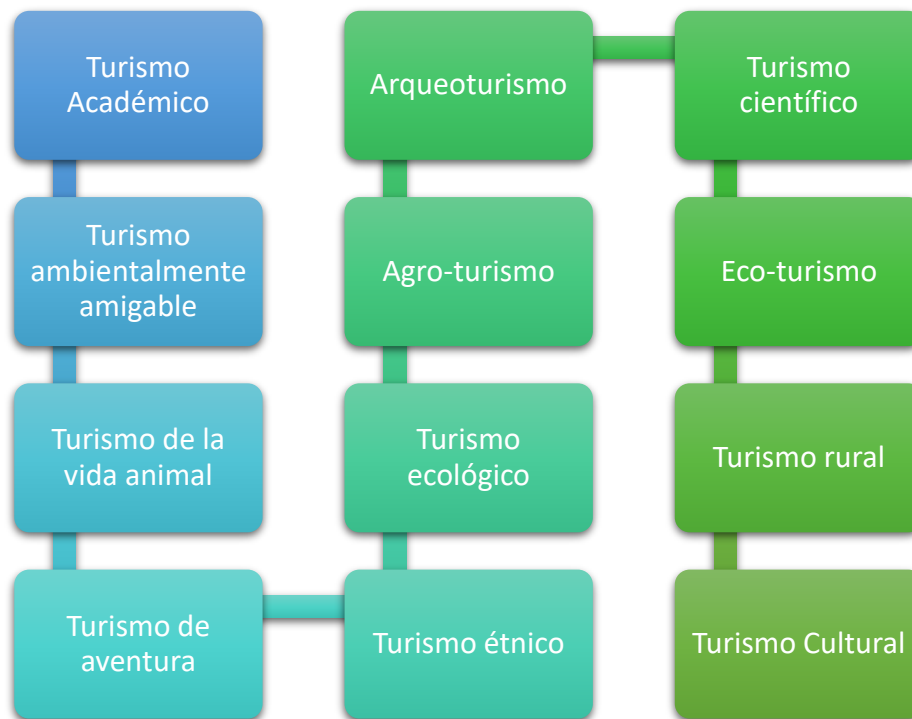 Turismo
Académico
Turismo
ambientalmente
amigable
Turismo de la
vida animal
Turismo de
aventura
Turismo étnico
Turismo
ecológico
Agro-turismo
Arqueoturismo
Turismo
científico
Eco-turismo
Turismo rural
Turismo Cultural